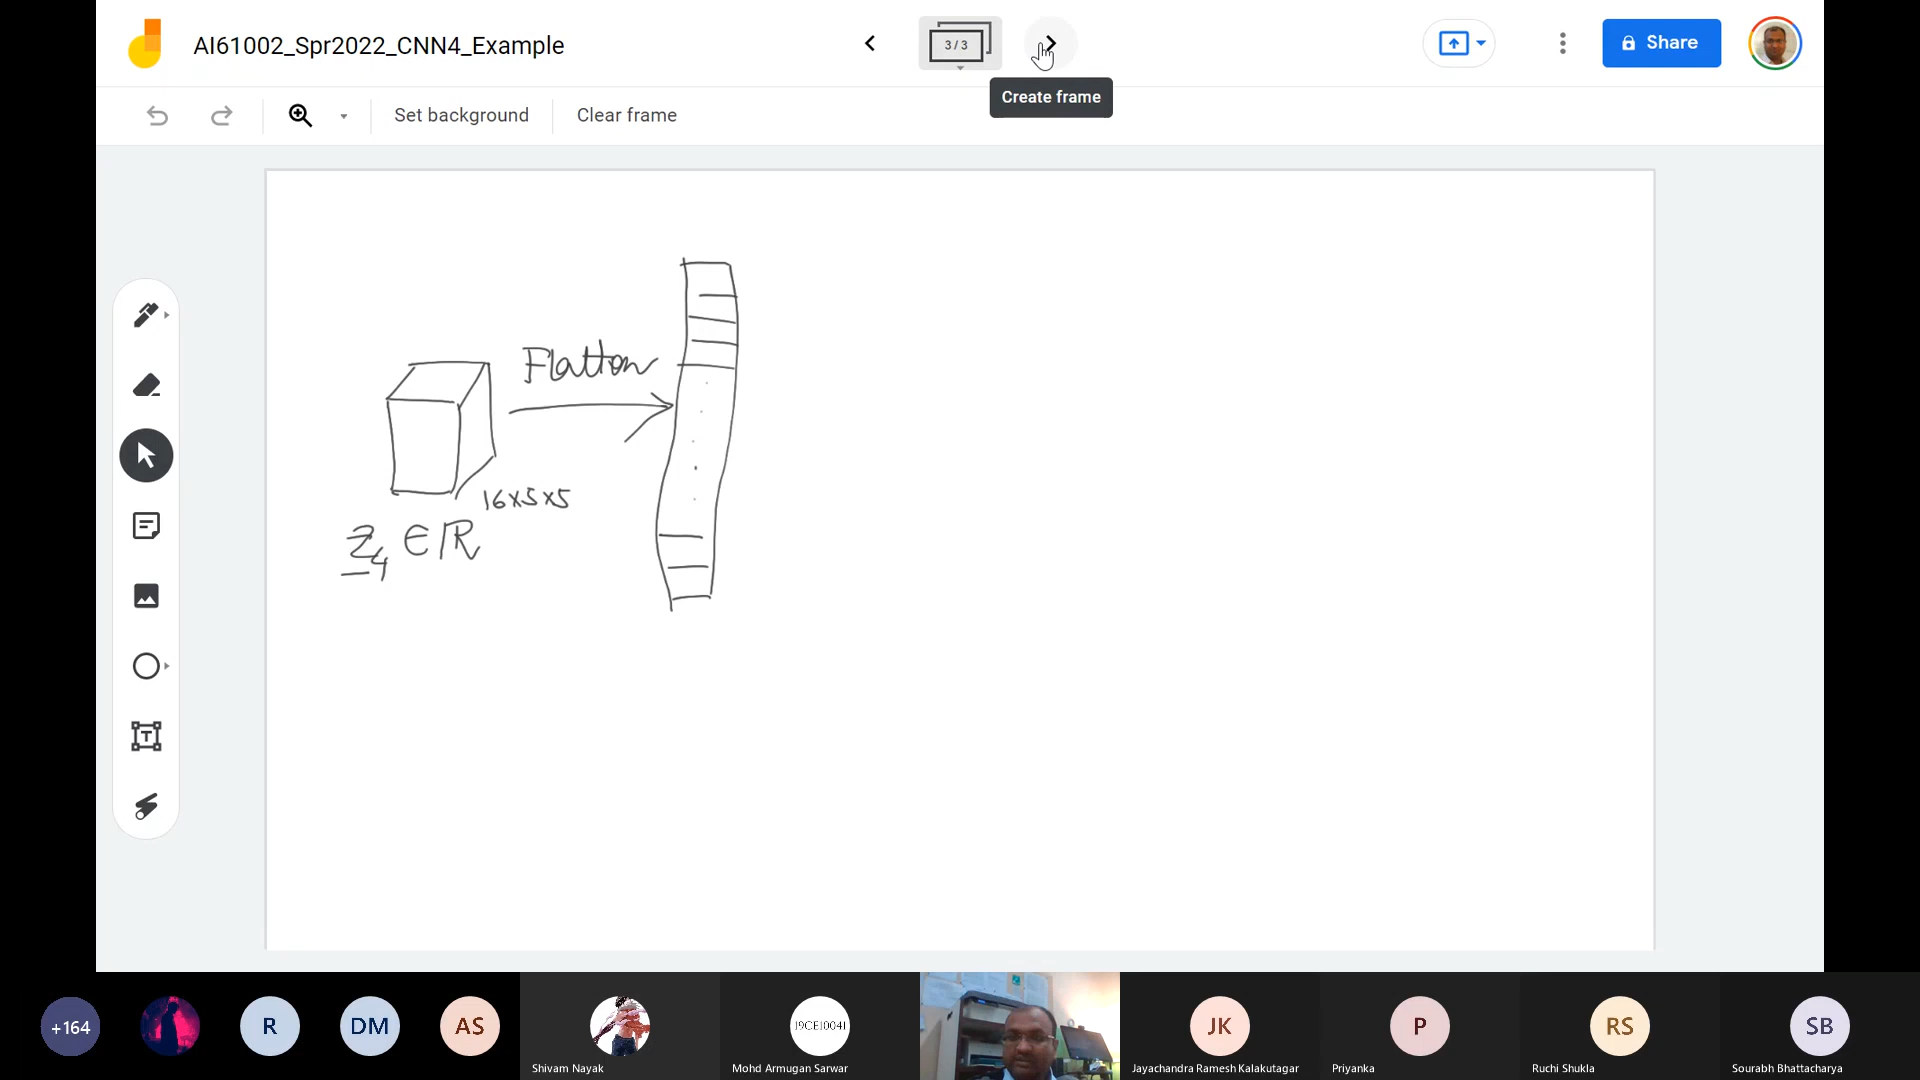 AI61002_Spr2022_CNN4_Example
3 / 3
Share
Create frame
Set background
Clear frame
Flatten
16x5x5
Z4 ∈ ℝ
+164
R
DM
AS
Shivam Nayak
19CE10041
Mohd Armugan Sarwar
JK
Jayachandra Ramesh Kalakutagar
P
Priyanka
RS
Ruchi Shukla
SB
Sourabh Bhattacharya